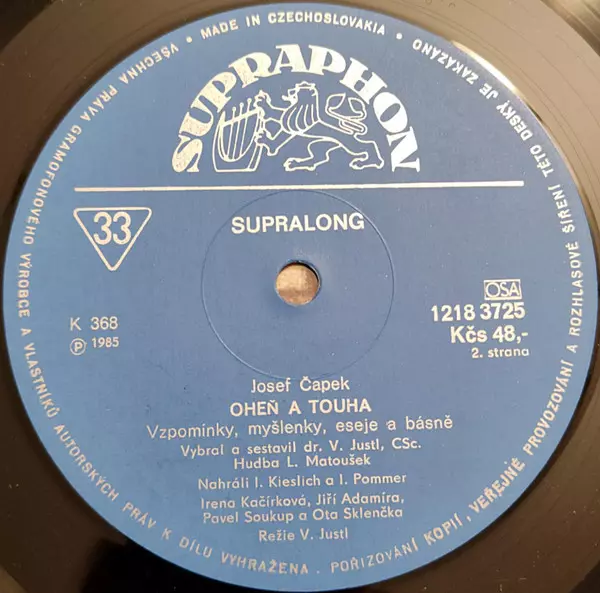 VŠECHNA PRÁVA GRAMOFONOVÉHO VÝROBCE A VLASTNÍKŮ AUTORSKÝCH PRÁV K DÍLU VYHRAŽENA. POŘIZOVÁNÍ KOPIÍ, VEŘEJNÉ PROVOZOVÁNÍ A ROZHLASOVÉ ŠÍŘENÍ TÉTO DESKY JE ZAKÁZÁNO • MADE IN CZECHOSLOVAKIA •
SUPRAPHON
33
SUPRALONG
OSA
K 368
1218 3725
Ⓟ 1985
Kčs 48,-
2. strana
Josef Čapek
OHEŇ A TOUHA
Vzpomínky, myšlenky, eseje a básně
Vybral a sestavil dr. V. Justl, CSc.
Hudba L. Matoušek
Nahráli I. Kieslich a I. Pommer
Irena Kačírková, Jiří Adamíra,
Pavel Soukup a Ota Sklenčka
Režie V. Justl